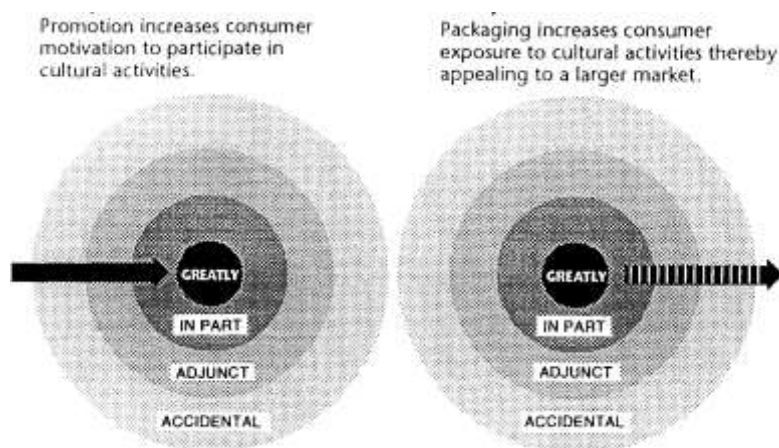 Promotion increases consumer
motivation to participate in
cultural activities.
Packaging increases consumer
exposure to cultural activities thereby
appealing to a larger market.
GREATLY
IN PART
ADJUNCT
ACCIDENTAL
GREATLY
IN PART
ADJUNCT
ACCIDENTAL